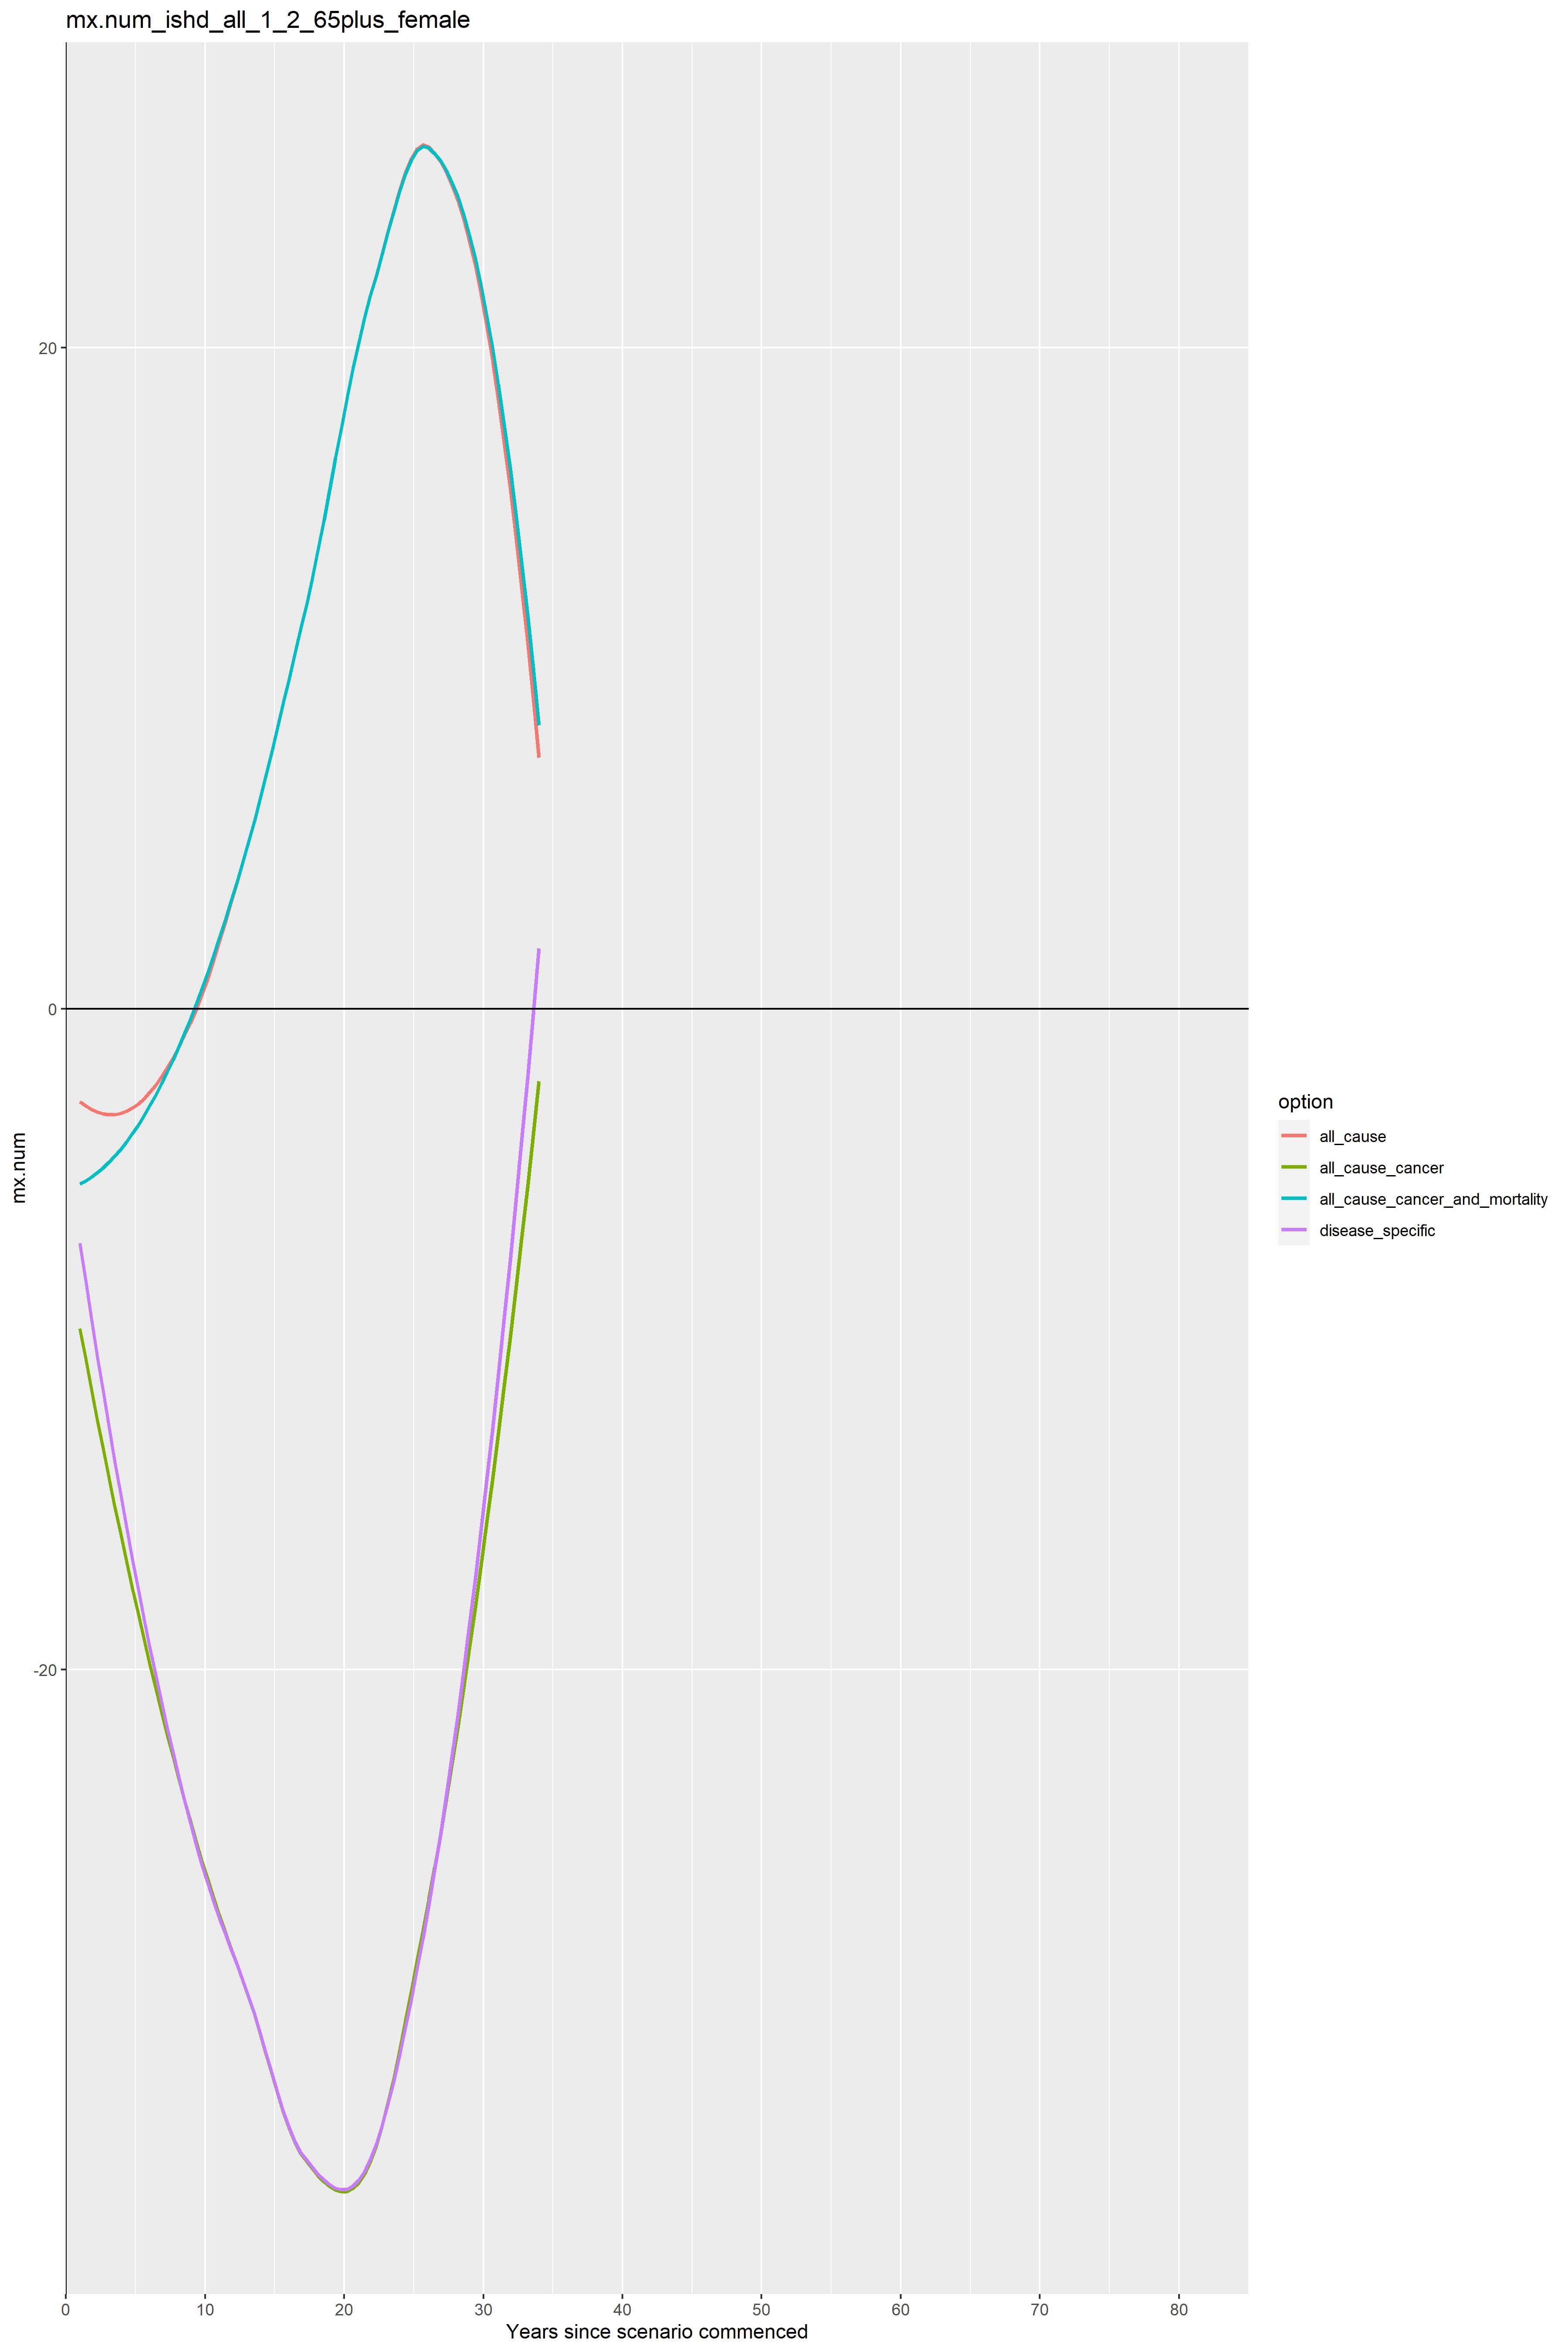 mx.num_ishd_all_1_2_65plus_female
20
0
-20
mx.num
0 10 20 30 40 50 60 70 80
Years since scenario commenced
option
all_cause
all_cause_cancer
all_cause_cancer_and_mortality
disease_specific